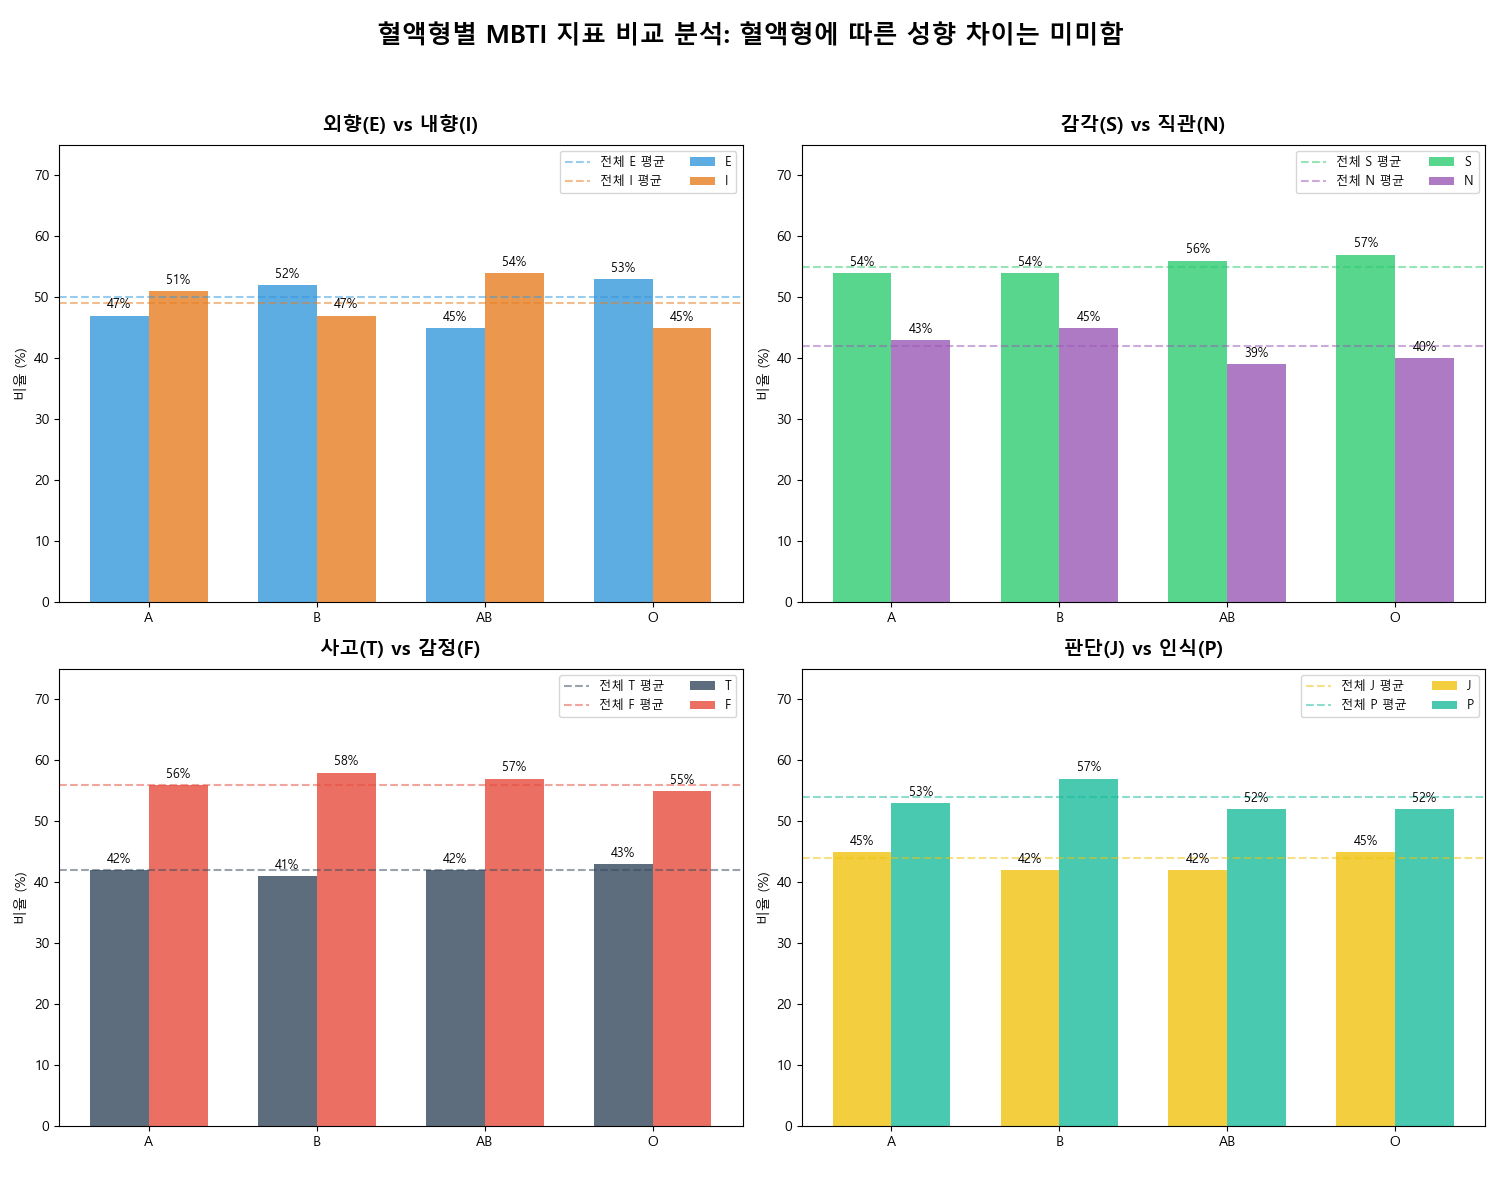 혈액형별 MBTI 지표 비교 분석: 혈액형에 따른 성향 차이는 미미함
외향(E) vs 내향(I)
전체 E 평균
전체 I 평균
E
I
비율 (%)
70
60
50
40
30
20
10
0
47%
51%
52%
47%
45%
54%
53%
45%
A
B
AB
O
감각(S) vs 직관(N)
전체 S 평균
전체 N 평균
S
N
비율 (%)
70
60
50
40
30
20
10
0
54%
43%
54%
45%
56%
39%
57%
40%
A
B
AB
O
사고(T) vs 감정(F)
전체 T 평균
전체 F 평균
T
F
비율 (%)
70
60
50
40
30
20
10
0
42%
56%
41%
58%
42%
57%
43%
55%
A
B
AB
O
판단(J) vs 인식(P)
전체 J 평균
전체 P 평균
J
P
비율 (%)
70
60
50
40
30
20
10
0
45%
53%
42%
57%
42%
52%
45%
52%
A
B
AB
O